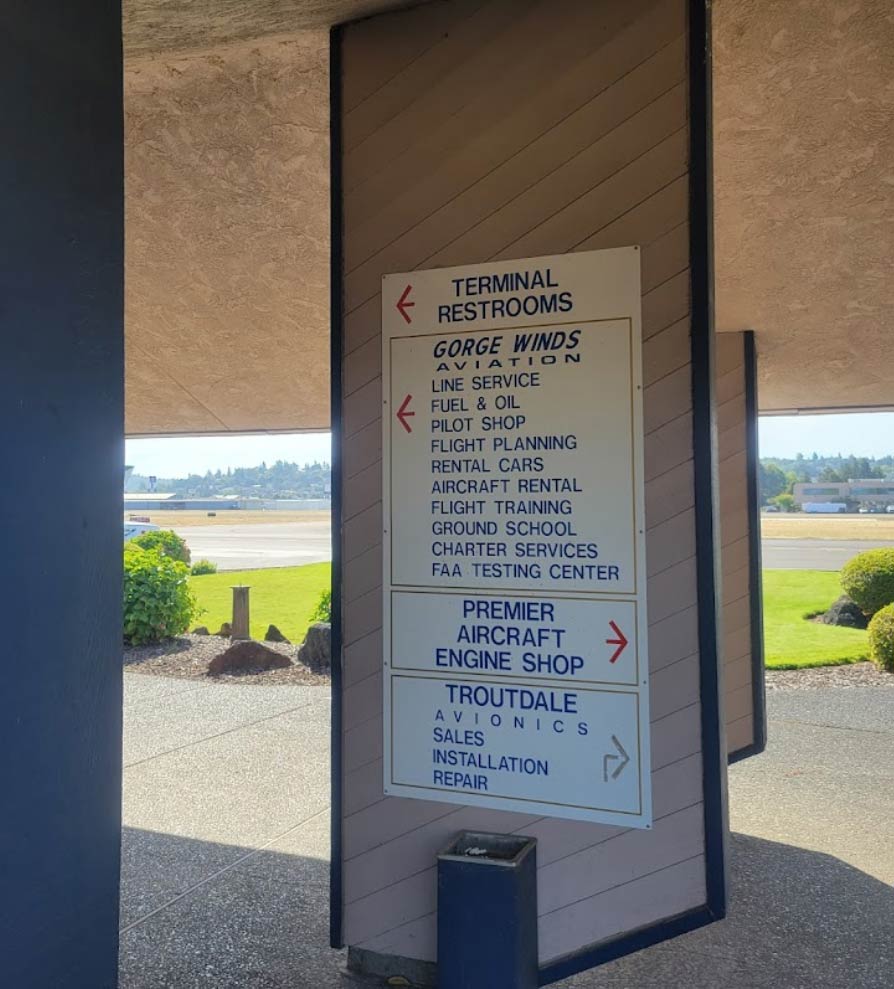 TERMINAL
RESTROOMS
GORGE WINDS
AVIATION
LINE SERVICE
FUEL & OIL
PILOT SHOP
FLIGHT PLANNING
RENTAL CARS
AIRCRAFT RENTAL
FLIGHT TRAINING
GROUND SCHOOL
CHARTER SERVICES
FAA TESTING CENTER
PREMIER
AIRCRAFT
ENGINE SHOP
TROUTDALE
AVIONICS
SALES
INSTALLATION
REPAIR